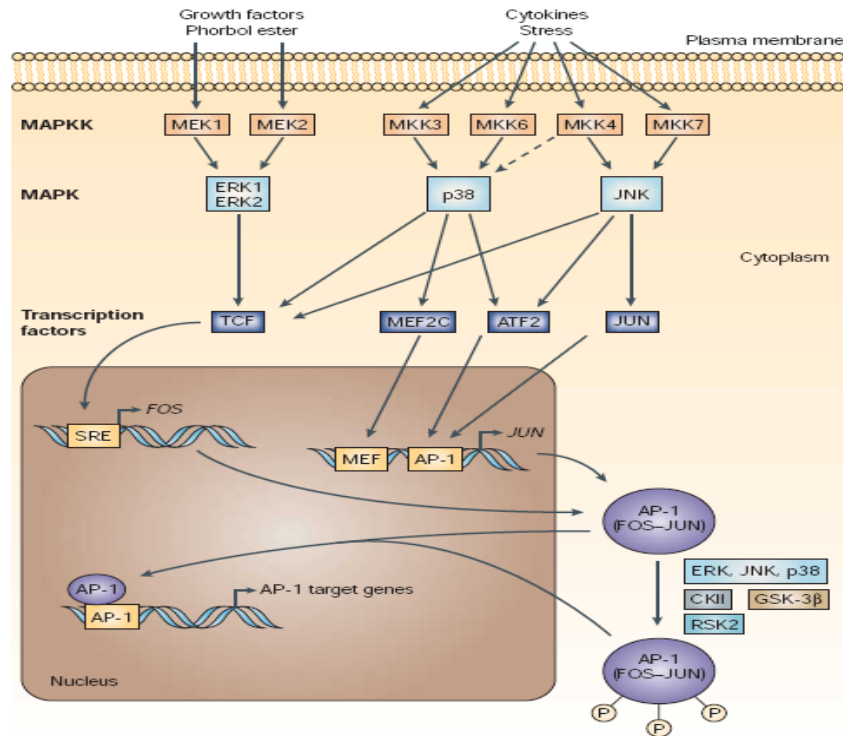 Growth factors
Phorbol ester
Cytokines
Stress
Plasma membrane
MAPKK
MEK1
MEK2
MKK3
MKK6
MKK4
MKK7
MAPK
ERK1
ERK2
p38
JNK
Cytoplasm
Transcription
factors
TCF
MEF2C
ATF2
JUN
FOS
SRE
JUN
MEF
AP-1
AP-1
(FOS–JUN)
ERK, JNK, p38
CKII
GSK-3β
RSK2
AP-1
AP-1
AP-1 target genes
AP-1
(FOS–JUN)
P
P
P
Nucleus